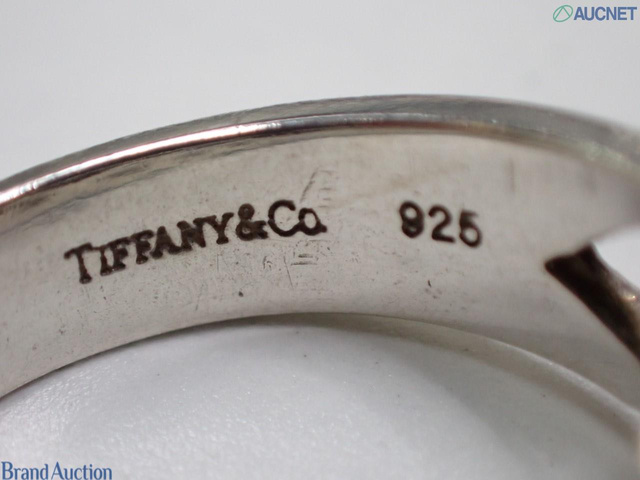 AUCNET
TIFFANY&Co. 925
Brand Auction